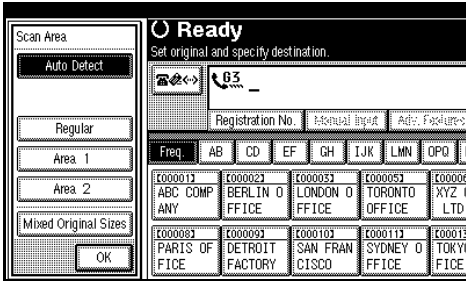 Scan Area
Auto Detect
Regular
Area 1
Area 2
Mixed Original Sizes
OK
Ready
Set original and specify destination.
G3
Registration No. Manual Input Adv. Features
Freq. AB CD EF GH IJK LMN OPQ
[00001] [00002] [00003] [00005] [00006
ABC COMP BERLIN O LONDON O TORONTO XYZ
ANY FFICE FFICE OFFICE LTD
[00008] [00009] [00010] [00011] [00013
PARIS OF DETROIT SAN FRAN SYDNEY O TOKY
FICE FACTORY CISCO FFICE FICE